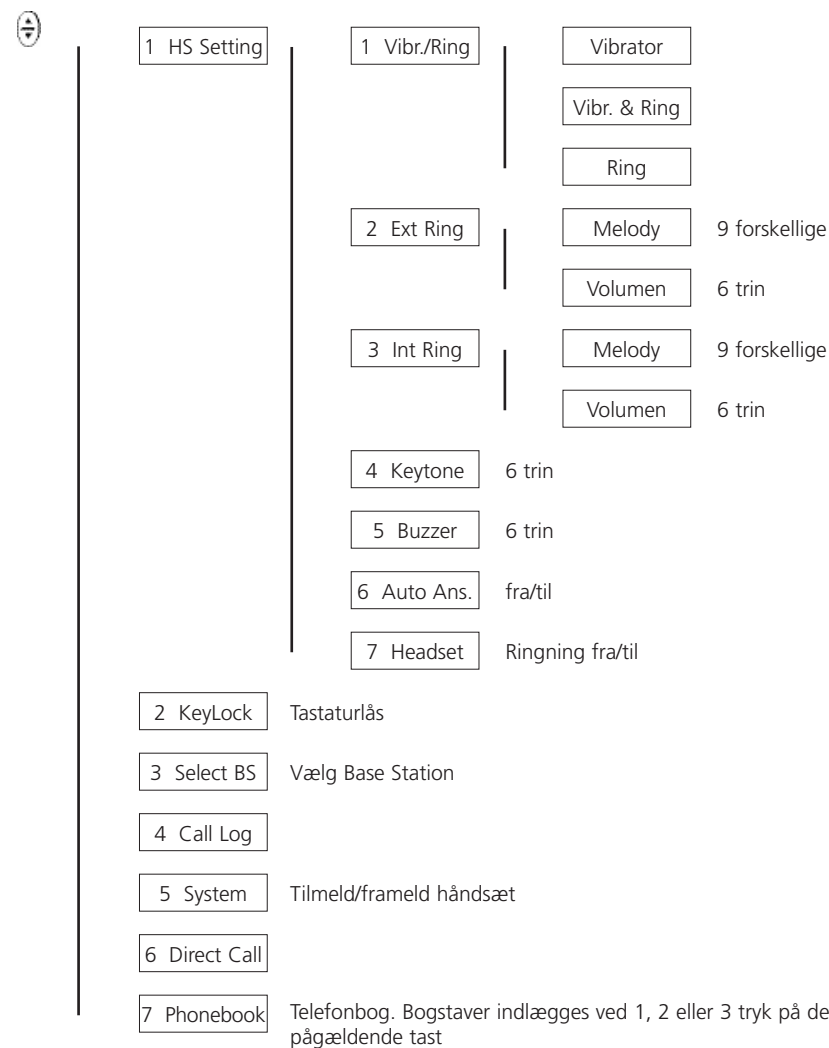 1 HS Setting
1 Vibr./Ring
Vibrator
Vibr. & Ring
Ring
2 Ext Ring
Melody 9 forskellige
Volumen 6 trin
3 Int Ring
Melody 9 forskellige
Volumen 6 trin
4 Keytone 6 trin
5 Buzzer 6 trin
6 Auto Ans. fra/til
7 Headset Ringning fra/til
2 KeyLock Tastaturlås
3 Select BS Vælg Base Station
4 Call Log
5 System Tilmeld/frameld håndsæt
6 Direct Call
7 Phonebook Telefonbog. Bogstaver indlægges ved 1, 2 eller 3 tryk på de
pågældende tast